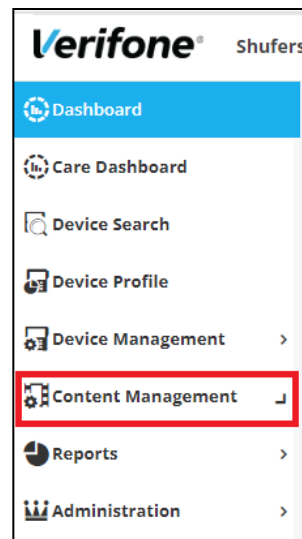 Verifone® Shufers
Dashboard
Care Dashboard
Device Search
Device Profile
Device Management
Content Management
Reports
Administration